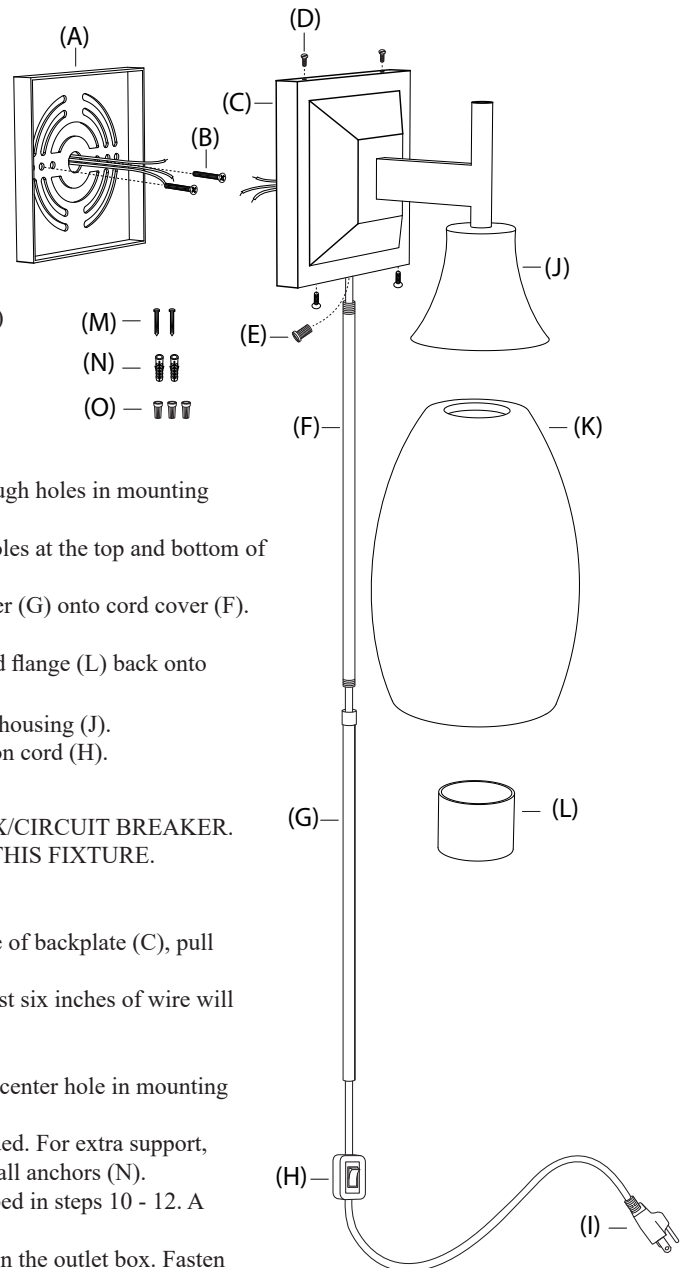 (A)
(D)
(C)
(B)
(J)
)
(M)
(E)
(N)
(O)
(F)
(K)
ugh holes in mounting
oles at the top and bottom of
er (G) onto cord cover (F).
d flange (L) back onto
housing (J).
on cord (H).
(G)
(L)
X/CIRCUIT BREAKER.
THIS FIXTURE.
e of backplate (C), pull
st six inches of wire will
center hole in mounting
ed. For extra support,
all anchors (N).
(H)
bed in steps 10 - 12. A
(I)
n the outlet box. Fasten